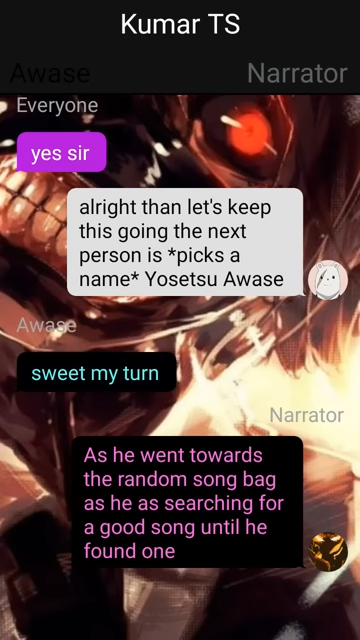 Kumar TS
Awase
Narrator
Everyone
yes sir
alright than let's keep
this going the next
person is *picks a
name* Yosetsu Awase
Awase
sweet my turn
Narrator
As he went towards
the random song bag
as he as searching for
a good song until he
found one